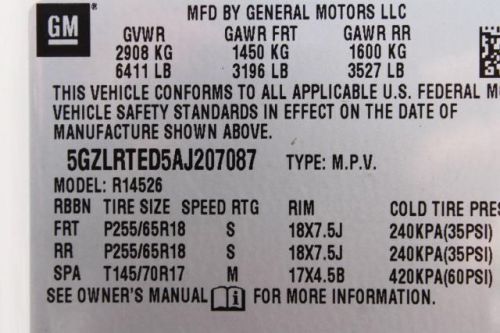 GM
MFD BY GENERAL MOTORS LLC
GVWR GAWR FRT GAWR RR
2908 KG 1450 KG 1600 KG
6411 LB 3196 LB 3527 LB
THIS VEHICLE CONFORMS TO ALL APPLICABLE U.S. FEDERAL MO
VEHICLE SAFETY STANDARDS IN EFFECT ON THE DATE OF
MANUFACTURE SHOWN ABOVE.
5GZLRTED5AJ207087 TYPE: M.P.V.
MODEL: R14526
RBBN TIRE SIZE SPEED RTG RIM COLD TIRE PRES
FRT P255/65R18 S 18X7.5J 240KPA(35PSI)
RR P255/65R18 S 18X7.5J 240KPA(35PSI)
SPA T145/70R17 M 17X4.5B 420KPA(60PSI)
SEE OWNER'S MANUAL FOR MORE INFORMATION.